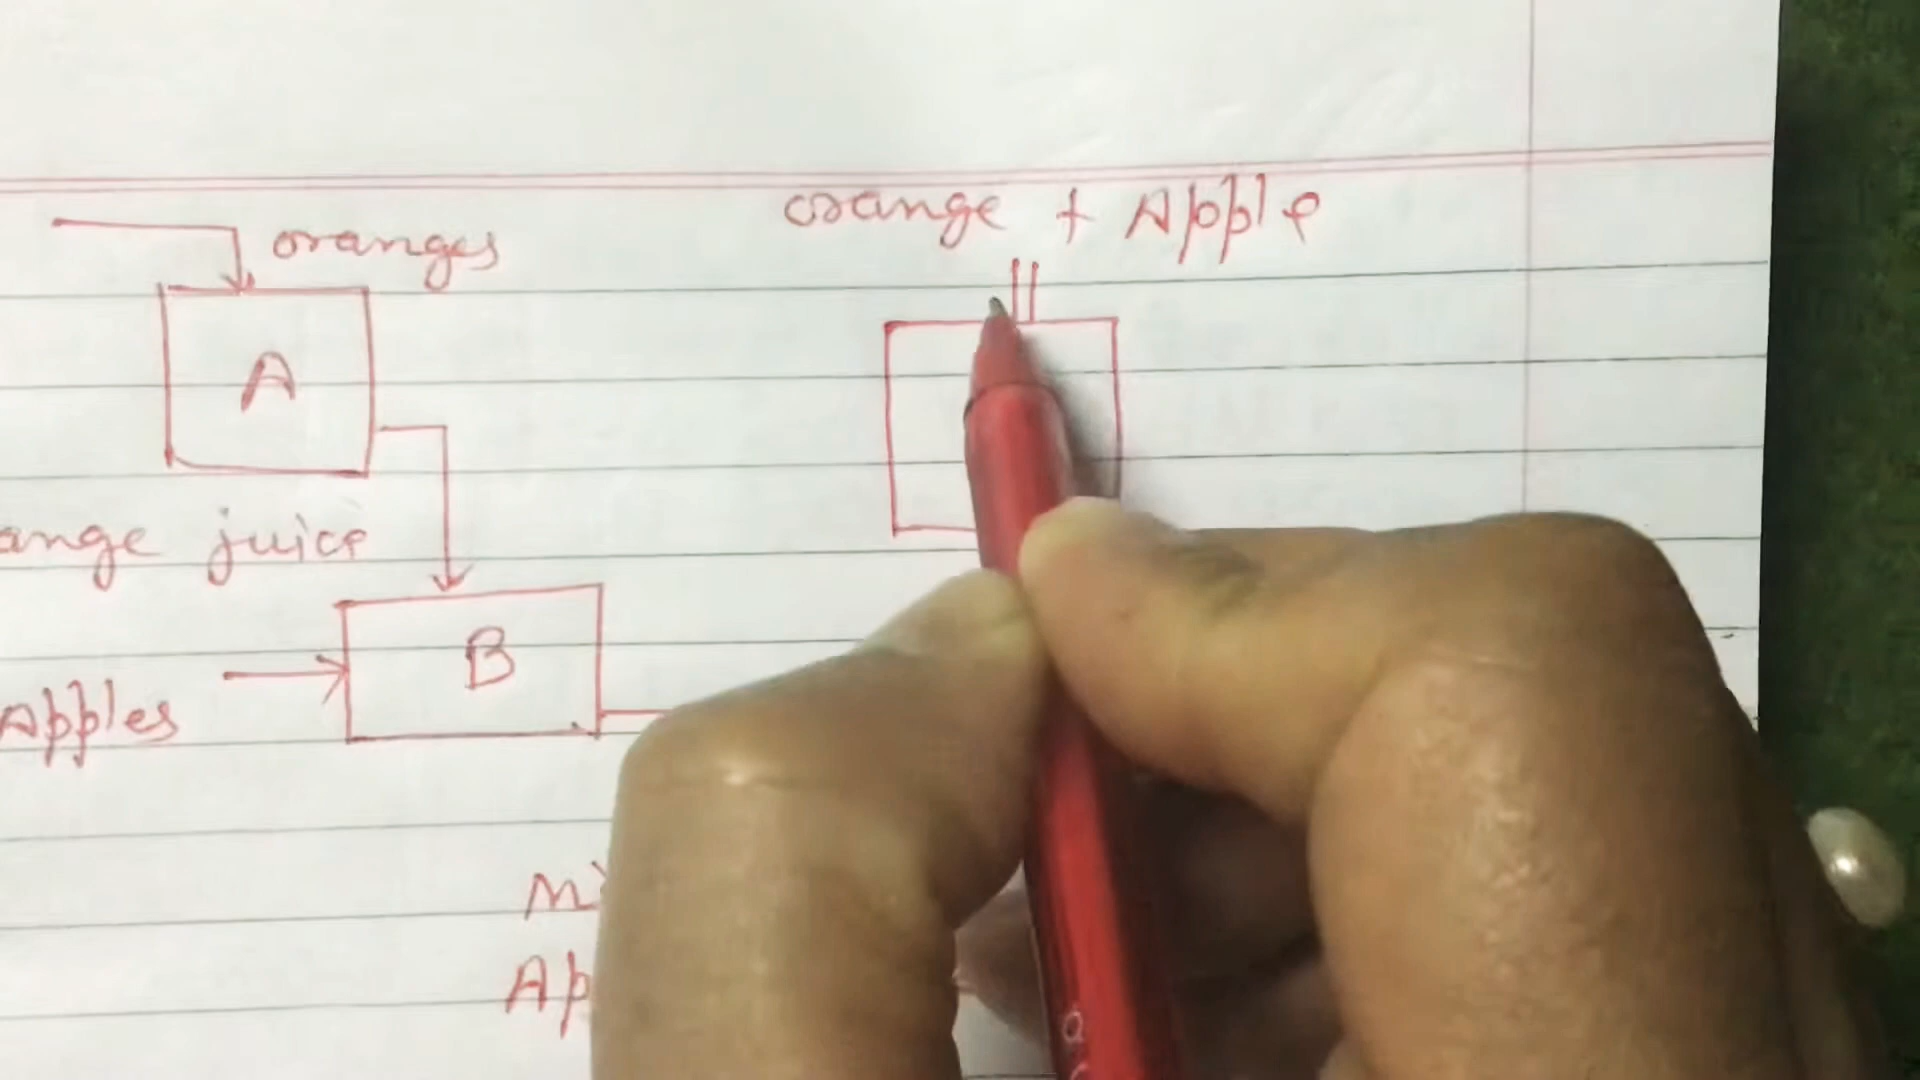 orange + Apple
oranges
A
ange juice
B
Apples